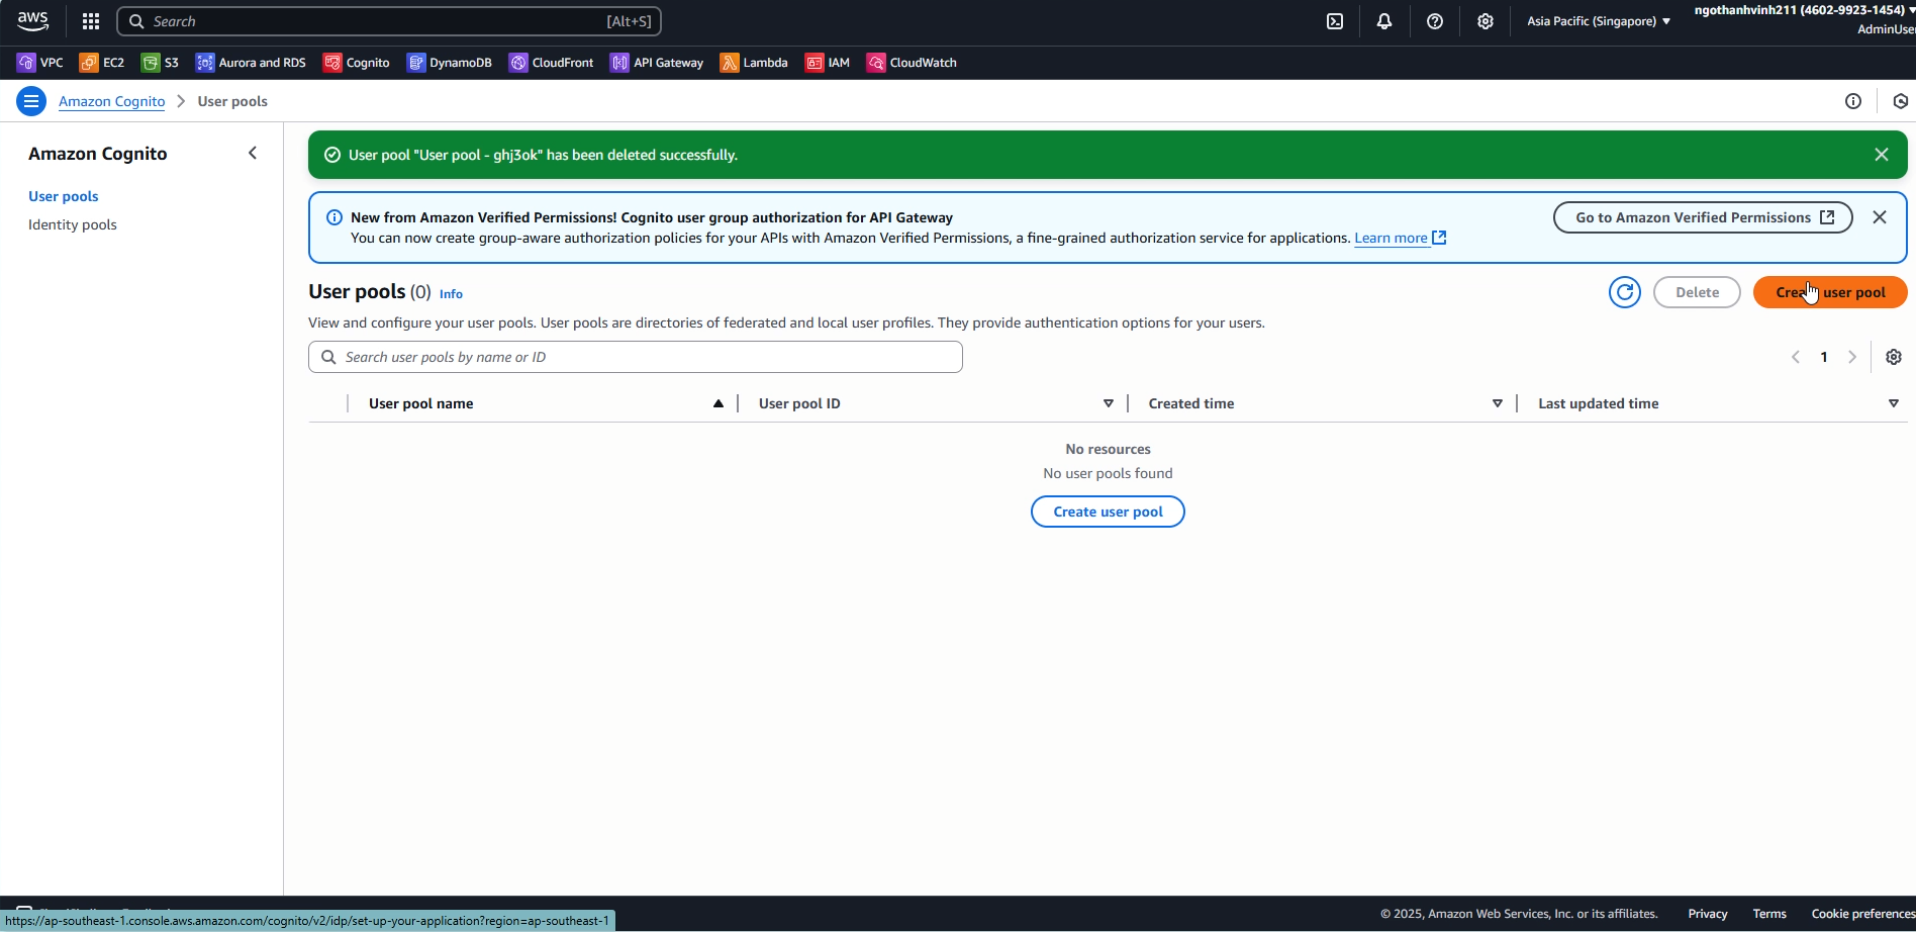 aws
Search [Alt+S]
Asia Pacific (Singapore)
ngothanhvinh211 (4602-9923-1454)
AdminUse
VPC EC2 S3 Aurora and RDS Cognito DynamoDB CloudFront API Gateway Lambda IAM CloudWatch
Amazon Cognito > User pools
Amazon Cognito
User pools
Identity pools
User pool "User pool - ghj3ok" has been deleted successfully.
New from Amazon Verified Permissions! Cognito user group authorization for API Gateway
You can now create group-aware authorization policies for your APIs with Amazon Verified Permissions, a fine-grained authorization service for applications. Learn more
Go to Amazon Verified Permissions
User pools (0) Info
Delete
Create user pool
View and configure your user pools. User pools are directories of federated and local user profiles. They provide authentication options for your users.
Search user pools by name or ID
1
User pool name User pool ID Created time Last updated time
No resources
No user pools found
Create user pool
https://ap-southeast-1.console.aws.amazon.com/cognito/v2/idp/set-up-your-application?region=ap-southeast-1
© 2025, Amazon Web Services, Inc. or its affiliates. Privacy Terms Cookie preferences